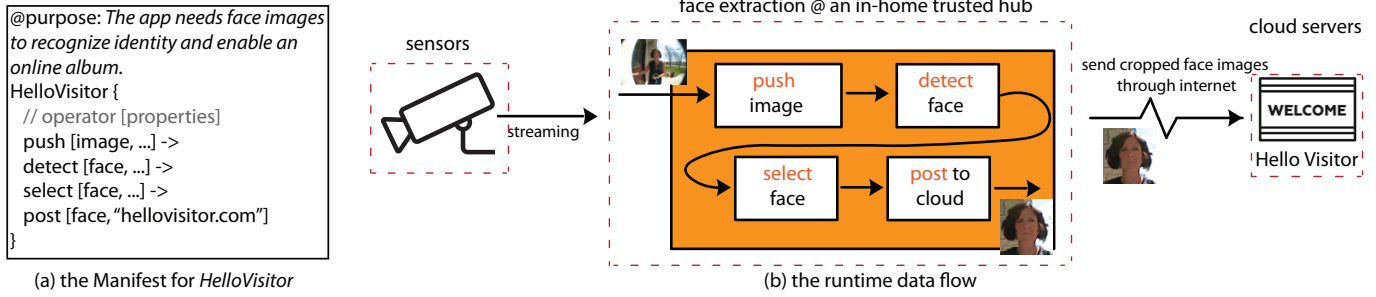 @purpose: The app needs face images
to recognize identity and enable an
online album.
HelloVisitor {
// operator [properties]
push [image, ...] ->
detect [face, ...] ->
select [face, ...] ->
post [face, “hellovisitor.com”]
}
(a) the Manifest for HelloVisitor
sensors
streaming
face extraction @ an in-home trusted hub
push
image
detect
face
select
face
post to
cloud
(b) the runtime data flow
send cropped face images
through internet
cloud servers
WELCOME
Hello Visitor